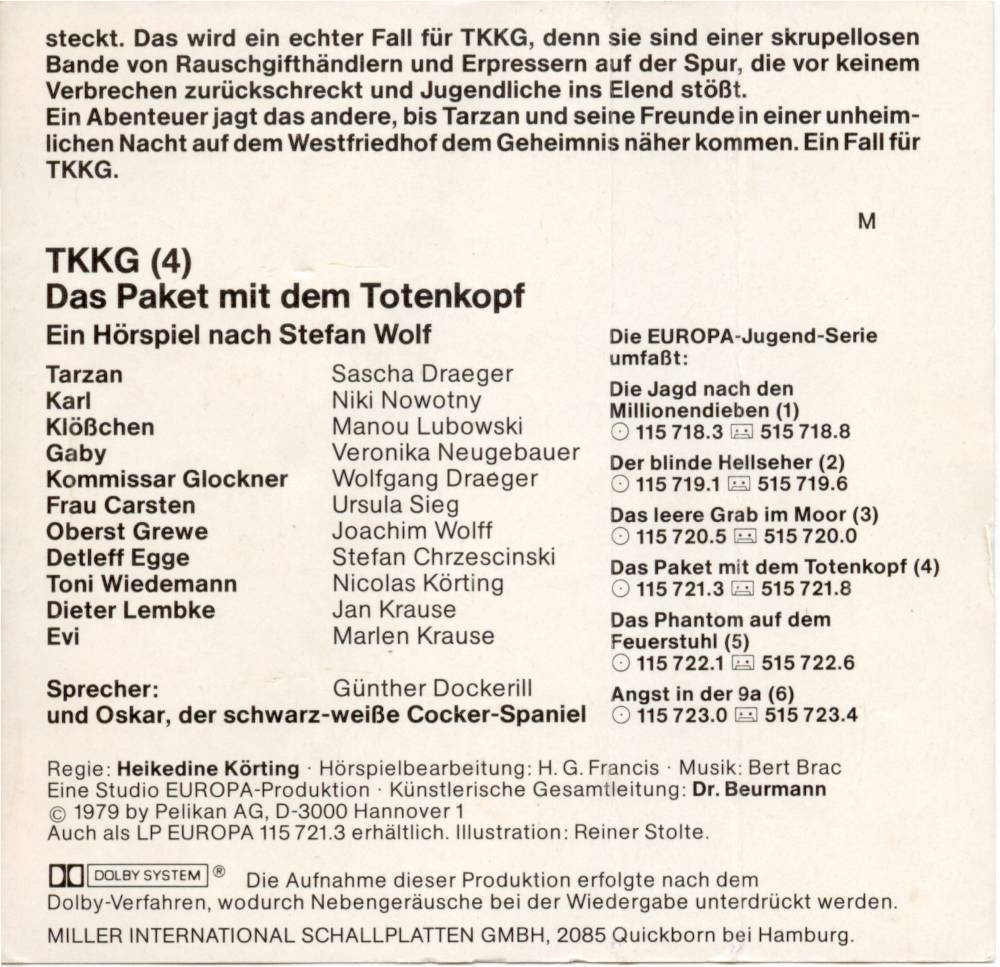 steckt. Das wird ein echter Fall für TKKG, denn sie sind einer skrupellosen
Bande von Rauschgifthändlern und Erpressern auf der Spur, die vor keinem
Verbrechen zurückschreckt und Jugendliche ins Elend stößt.
Ein Abenteuer jagt das andere, bis Tarzan und seine Freunde in einer unheim-
lichen Nacht auf dem Westfriedhof dem Geheimnis näher kommen. Ein Fall für
TKKG.
M
TKKG (4)
Das Paket mit dem Totenkopf
Ein Hörspiel nach Stefan Wolf
Tarzan Sascha Draeger
Karl Niki Nowotny
Klößchen Manou Lubowski
Gaby Veronika Neugebauer
Kommissar Glockner Wolfgang Draeger
Frau Carsten Ursula Sieg
Oberst Grewe Joachim Wolff
Detleff Egge Stefan Chrzescinski
Toni Wiedemann Nicolas Körting
Dieter Lembke Jan Krause
Evi Marlen Krause
Sprecher: Günther Dockerill
und Oskar, der schwarz-weiße Cocker-Spaniel
Die EUROPA-Jugend-Serie
umfaßt:
Die Jagd nach den
Millionendieben (1)
115 718.3 515 718.8
Der blinde Hellseher (2)
115 719.1 515 719.6
Das leere Grab im Moor (3)
115 720.5 515 720.0
Das Paket mit dem Totenkopf (4)
115 721.3 515 721.8
Das Phantom auf dem
Feuerstuhl (5)
115 722.1 515 722.6
Angst in der 9a (6)
115 723.0 515 723.4
Regie: Heikedine Körting · Hörspielbearbeitung: H. G. Francis · Musik: Bert Brac
Eine Studio EUROPA-Produktion · Künstlerische Gesamtleitung: Dr. Beurmann
© 1979 by Pelikan AG, D-3000 Hannover 1
Auch als LP EUROPA 115 721.3 erhältlich. Illustration: Reiner Stolte.
DOLBY SYSTEM ® Die Aufnahme dieser Produktion erfolgte nach dem
Dolby-Verfahren, wodurch Nebengeräusche bei der Wiedergabe unterdrückt werden.
MILLER INTERNATIONAL SCHALLPLATTEN GMBH, 2085 Quickborn bei Hamburg.